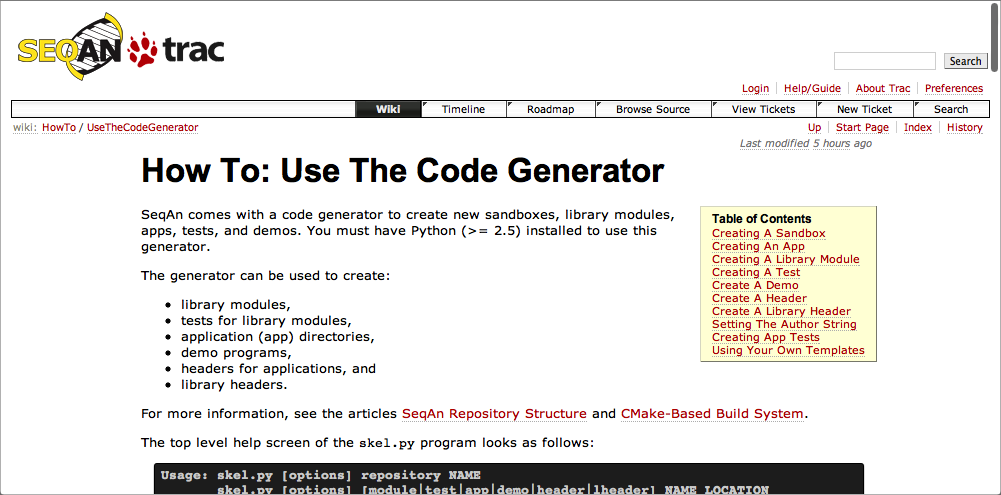 SEQAN trac
Search
Login Help/Guide About Trac Preferences
Wiki Timeline Roadmap Browse Source View Tickets New Ticket Search
wiki: HowTo / UseTheCodeGenerator
Up Start Page Index History
Last modified 5 hours ago
How To: Use The Code Generator
SeqAn comes with a code generator to create new sandboxes, library modules,
apps, tests, and demos. You must have Python (>= 2.5) installed to use this
generator.
The generator can be used to create:
• library modules,
• tests for library modules,
• application (app) directories,
• demo programs,
• headers for applications, and
• library headers.
Table of Contents
Creating A Sandbox
Creating An App
Creating A Library Module
Creating A Test
Create A Demo
Create A Header
Create A Library Header
Setting The Author String
Creating App Tests
Using Your Own Templates
For more information, see the articles SeqAn Repository Structure and CMake-Based Build System.
The top level help screen of the skel.py program looks as follows:
Usage: skel.py [options] repository NAME
skel.py [options] [module|test|app|demo|header|lheader] NAME LOCATION